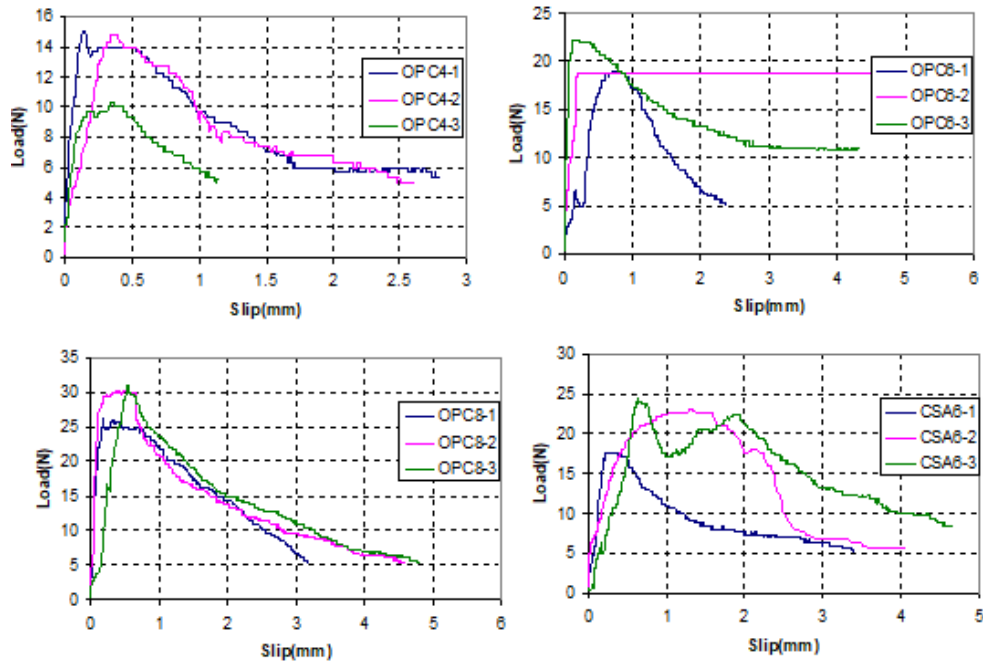 16
14
12
10
8
6
4
2
0
Load(N)
0 0.5 1 1.5 2 2.5 3
Slip(mm)
OPC4-1
OPC4-2
OPC4-3
25
20
15
10
5
0
Load(N)
0 1 2 3 4 5 6
Slip(mm)
OPC6-1
OPC6-2
OPC6-3
35
30
25
20
15
10
5
0
Load(N)
0 1 2 3 4 5 6
Slip(mm)
OPC8-1
OPC8-2
OPC8-3
30
25
20
15
10
5
0
Load(N)
0 1 2 3 4 5
Slip(mm)
CSA6-1
CSA6-2
CSA6-3